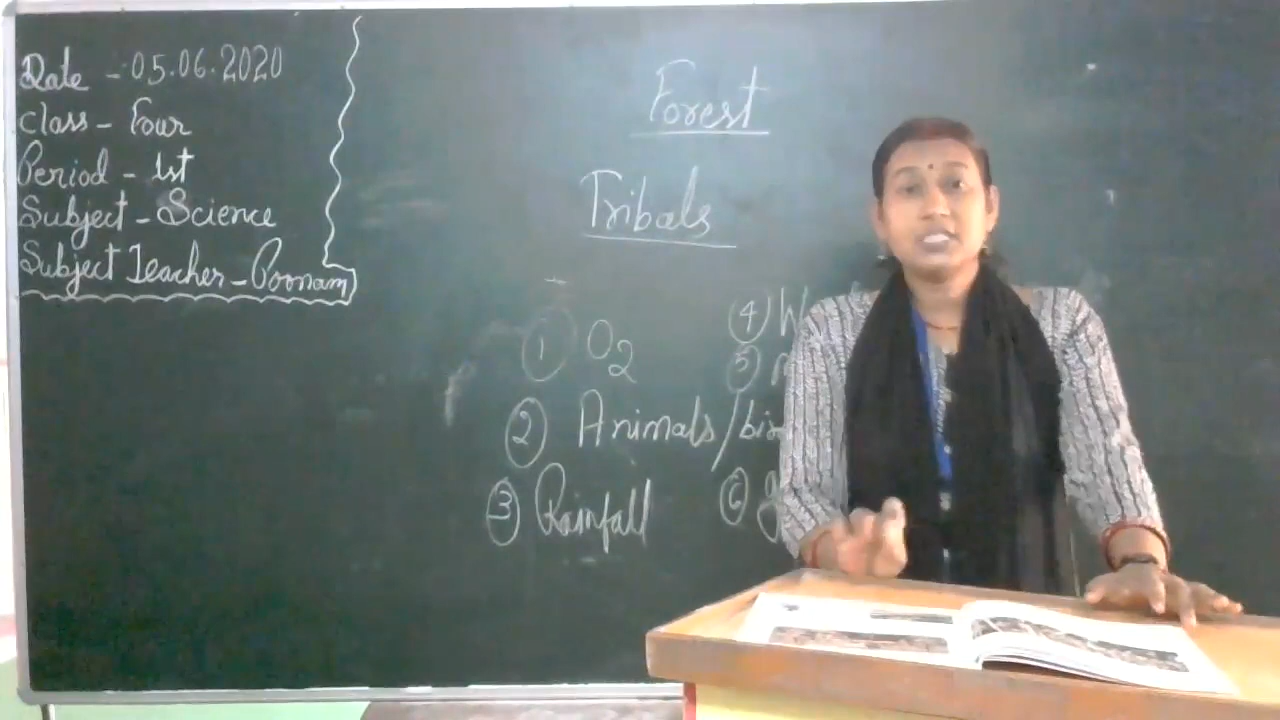 Date - 05.06.2020
Class - Four
Period - 1st
Subject - Science
Subject Teacher - Poonam
Forest
Tribals
① O2
② Animals/
③ Rainfall
④
⑤
⑥